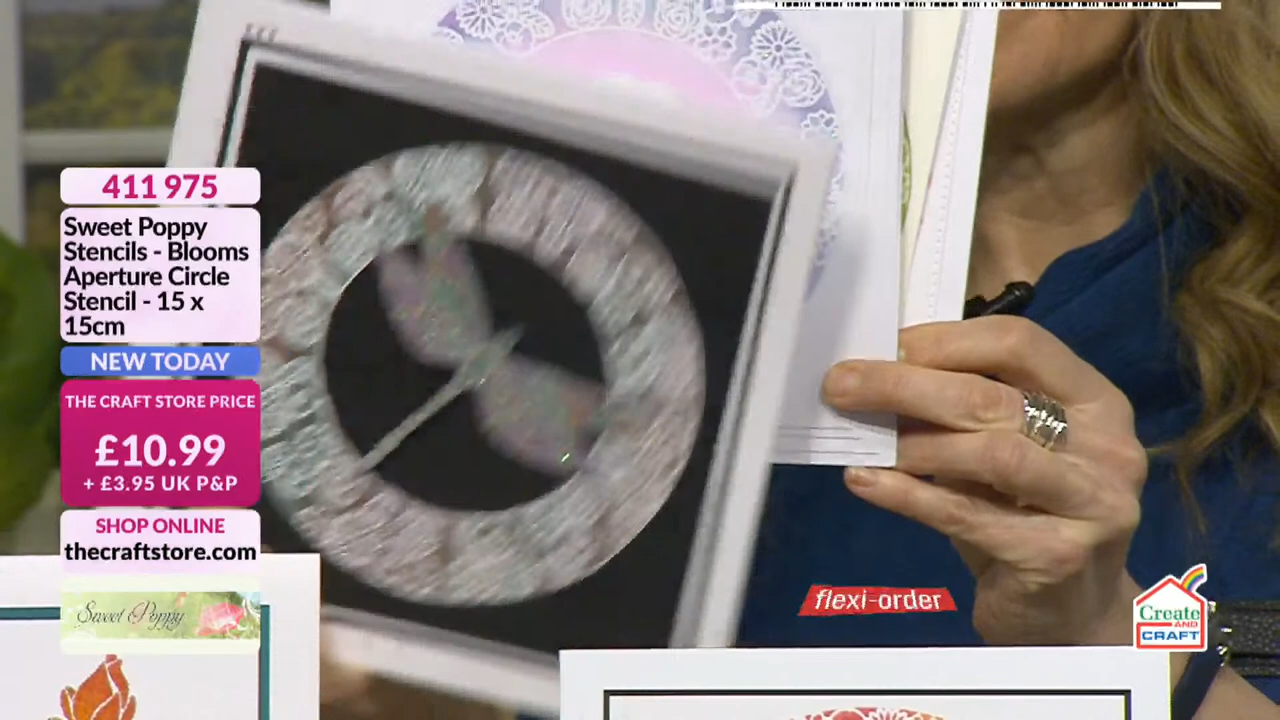 411 975
Sweet Poppy
Stencils - Blooms
Aperture Circle
Stencil - 15 x
15cm
NEW TODAY
THE CRAFT STORE PRICE
£10.99
+ £3.95 UK P&P
SHOP ONLINE
thecraftstore.com
Sweet Poppy
flexi-order
Create
AND
CRAFT